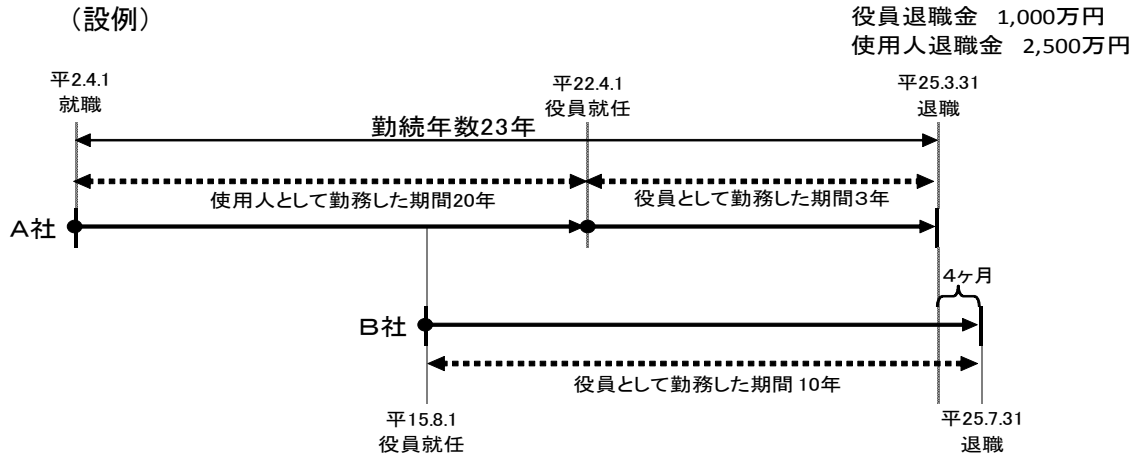 （設例）
役員退職金 1,000万円
使用人退職金 2,500万円
平2.4.1
就職
平22.4.1
役員就任
平25.3.31
退職
勤続年数23年
使用人として勤務した期間20年
役員として勤務した期間3年
A社
4ヶ月
B社
役員として勤務した期間 10年
平15.8.1
役員就任
平25.7.31
退職